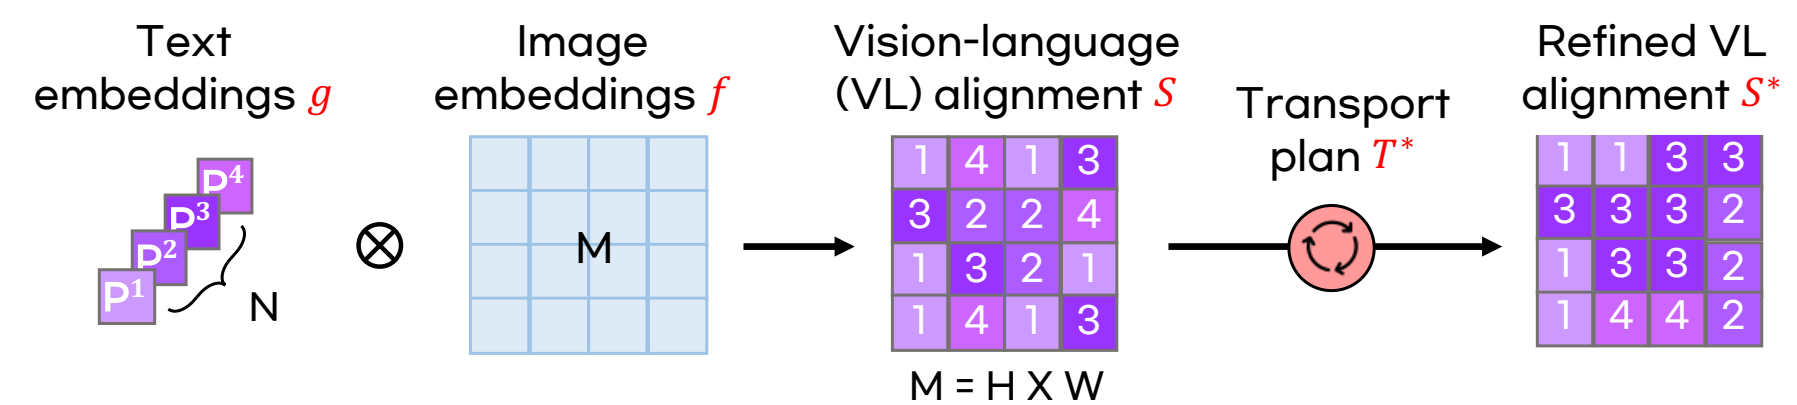 Text
embeddings g
Image
embeddings f
Vision-language
(VL) alignment S
Transport
plan T*
Refined VL
alignment S*
P⁴
P³
P²
P¹
N
⊗
M
1 4 1 3
3 2 2 4
1 3 2 1
1 4 1 3
M = H X W
1 1 3 3
3 3 3 2
1 3 3 2
1 4 4 2